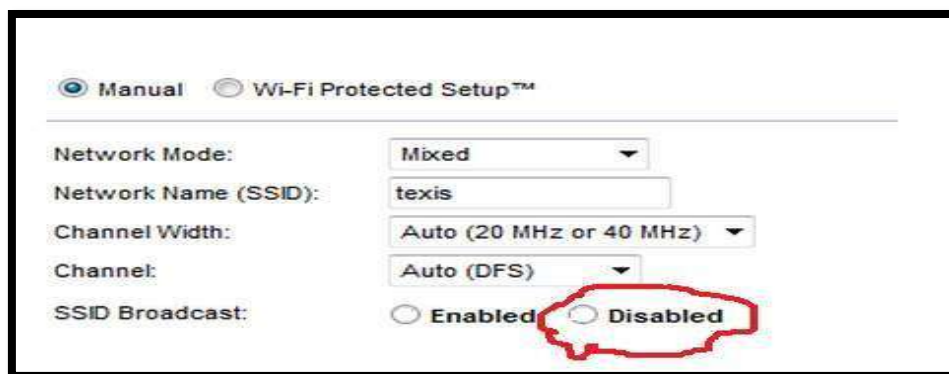 Manual Wi-Fi Protected Setup™
Network Mode: Mixed
Network Name (SSID): texis
Channel Width: Auto (20 MHz or 40 MHz)
Channel: Auto (DFS)
SSID Broadcast: Enabled Disabled